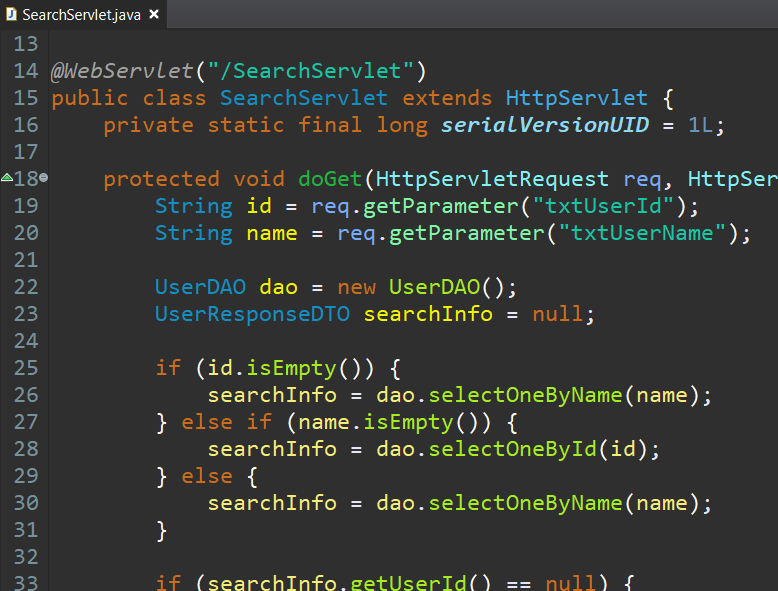 SearchServlet.java
13
14 @WebServlet("/SearchServlet")
15 public class SearchServlet extends HttpServlet {
16     private static final long serialVersionUID = 1L;
17
18     protected void doGet(HttpServletRequest req, HttpSer
19         String id = req.getParameter("txtUserId");
20         String name = req.getParameter("txtUserName");
21
22         UserDAO dao = new UserDAO();
23         UserResponseDTO searchInfo = null;
24
25         if (id.isEmpty()) {
26             searchInfo = dao.selectOneByName(name);
27         } else if (name.isEmpty()) {
28             searchInfo = dao.selectOneById(id);
29         } else {
30             searchInfo = dao.selectOneByName(name);
31         }
32
33         if (searchInfo.getUserId() == null) {